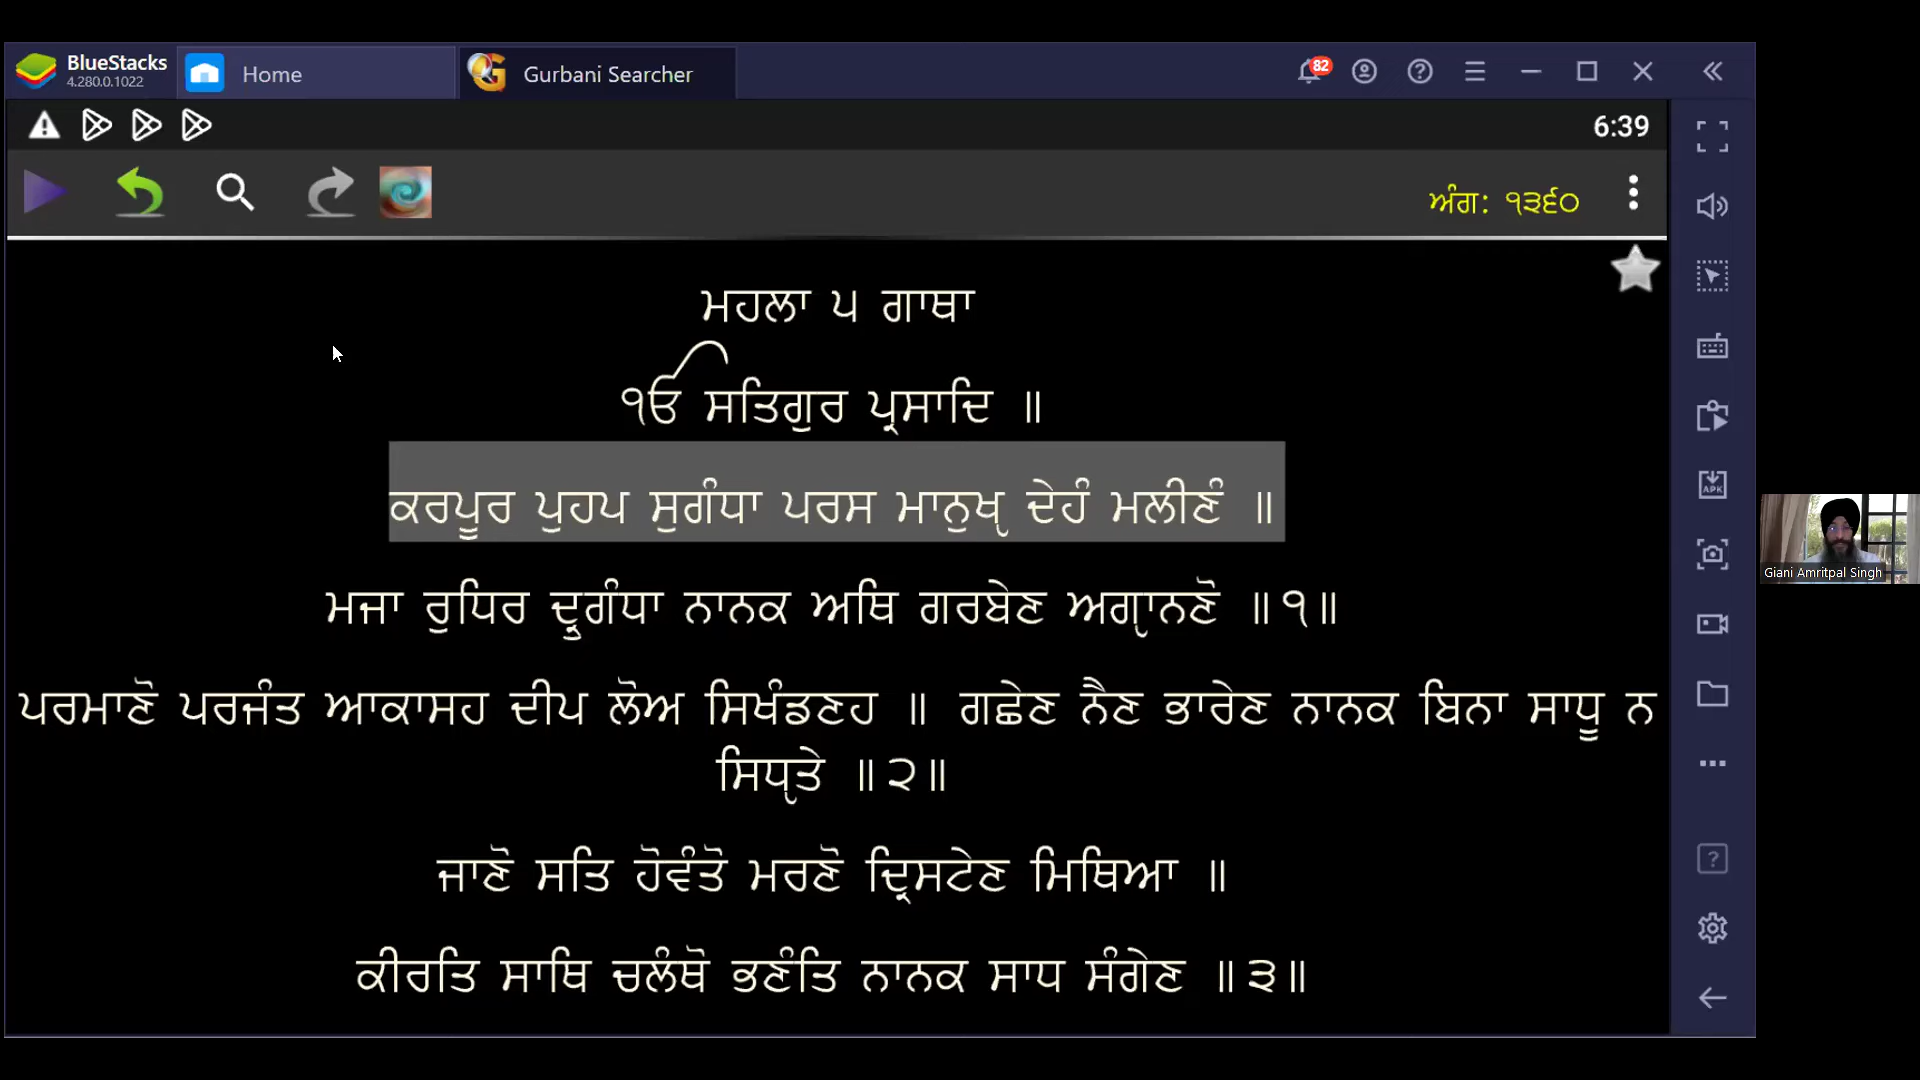 BlueStacks
4.280.0.1022
Home
Gurbani Searcher
82
6:39
ਅੰਗ: ੧੩੬੦
ਮਹਲਾ ੫ ਗਾਥਾ
ੴ ਸਤਿਗੁਰ ਪ੍ਰਸਾਦਿ ॥
ਕਰਪੂਰ ਪੁਹਪ ਸੁਗੰਧਾ ਪਰਸ ਮਾਨੁਖੵ ਦੇਹੰ ਮਲੀਣੰ ॥
ਮਜਾ ਰੁਧਿਰ ਦ੍ਰੁਗੰਧਾ ਨਾਨਕ ਅਥਿ ਗਰਬੇਣ ਅਗੵਾਨਣੋ ॥੧॥
ਪਰਮਾਣੋ ਪਰਜੰਤ ਆਕਾਸਹ ਦੀਪ ਲੋਅ ਸਿਖੰਡਣਹ ॥ ਗਛੇਣ ਨੈਣ ਭਾਰੇਣ ਨਾਨਕ ਬਿਨਾ ਸਾਧੂ ਨ
ਸਿਧੵਤੇ ॥੨॥
ਜਾਣੋ ਸਤਿ ਹੋਵੰਤੋ ਮਰਣੋ ਦ੍ਰਿਸਟੇਣ ਮਿਥਿਆ ॥
ਕੀਰਤਿ ਸਾਥਿ ਚਲੰਥੋ ਭਣੰਤਿ ਨਾਨਕ ਸਾਧ ਸੰਗੇਣ ॥੩॥
APK
Giani Amritpal Singh